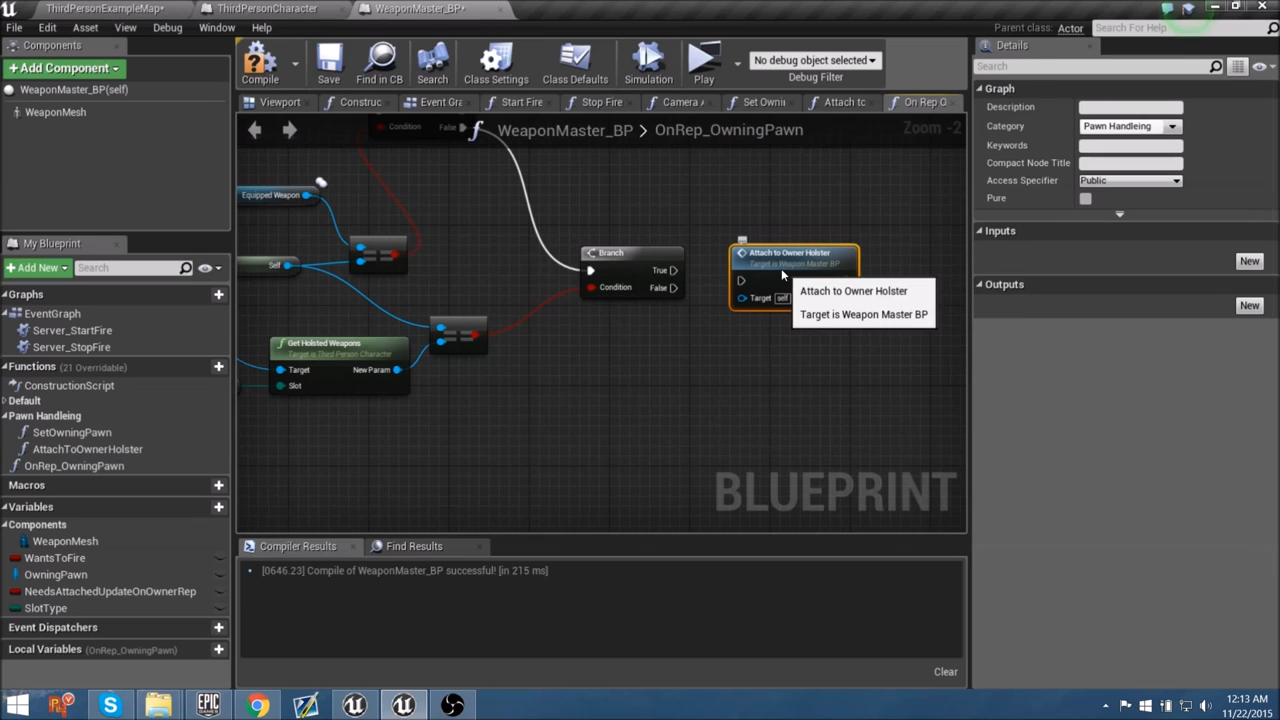 ThirdPersonExampleMap*
ThirdPersonCharacter
WeaponMaster_BP*
File Edit Asset View Debug Window Help
Parent class: Actor
Search For Help
Components
Add Component
WeaponMaster_BP(self)
WeaponMesh
Compile
Save
Find in CB
Search
Class Settings
Class Defaults
Simulation
Play
No debug object selected
Debug Filter
Details
Search
Graph
Description
Category
Pawn Handleing
Keywords
Compact Node Title
Access Specifier
Public
Pure
Inputs
New
Outputs
New
Viewport
Construc
Event Gra
Start Fire
Stop Fire
Camera
Set Ownin
Attach to
On Rep O
WeaponMaster_BP > OnRep_OwningPawn
Zoom -2
Condition False
Equipped Weapon
Self
Branch
True
Condition False
Attach to Owner Holster
Target is Weapon Master BP
Target self
Attach to Owner Holster
Target is Weapon Master BP
Get Holsted Weapons
Target is Third Person Character
Target New Param
Slot
BLUEPRINT
My Blueprint
Add New
Search
Graphs
EventGraph
Server_StartFire
Server_StopFire
Functions (21 Overridable)
ConstructionScript
Default
Pawn Handleing
SetOwningPawn
AttachToOwnerHolster
OnRep_OwningPawn
Macros
Variables
Components
WeaponMesh
WantsToFire
OwningPawn
NeedsAttachedUpdateOnOwnerRep
SlotType
Event Dispatchers
Local Variables (OnRep_OwningPawn)
Compiler Results
Find Results
[0646.23] Compile of WeaponMaster_BP successful! [in 215 ms]
Clear
EPIC GAMES
12:13 AM
11/22/2015